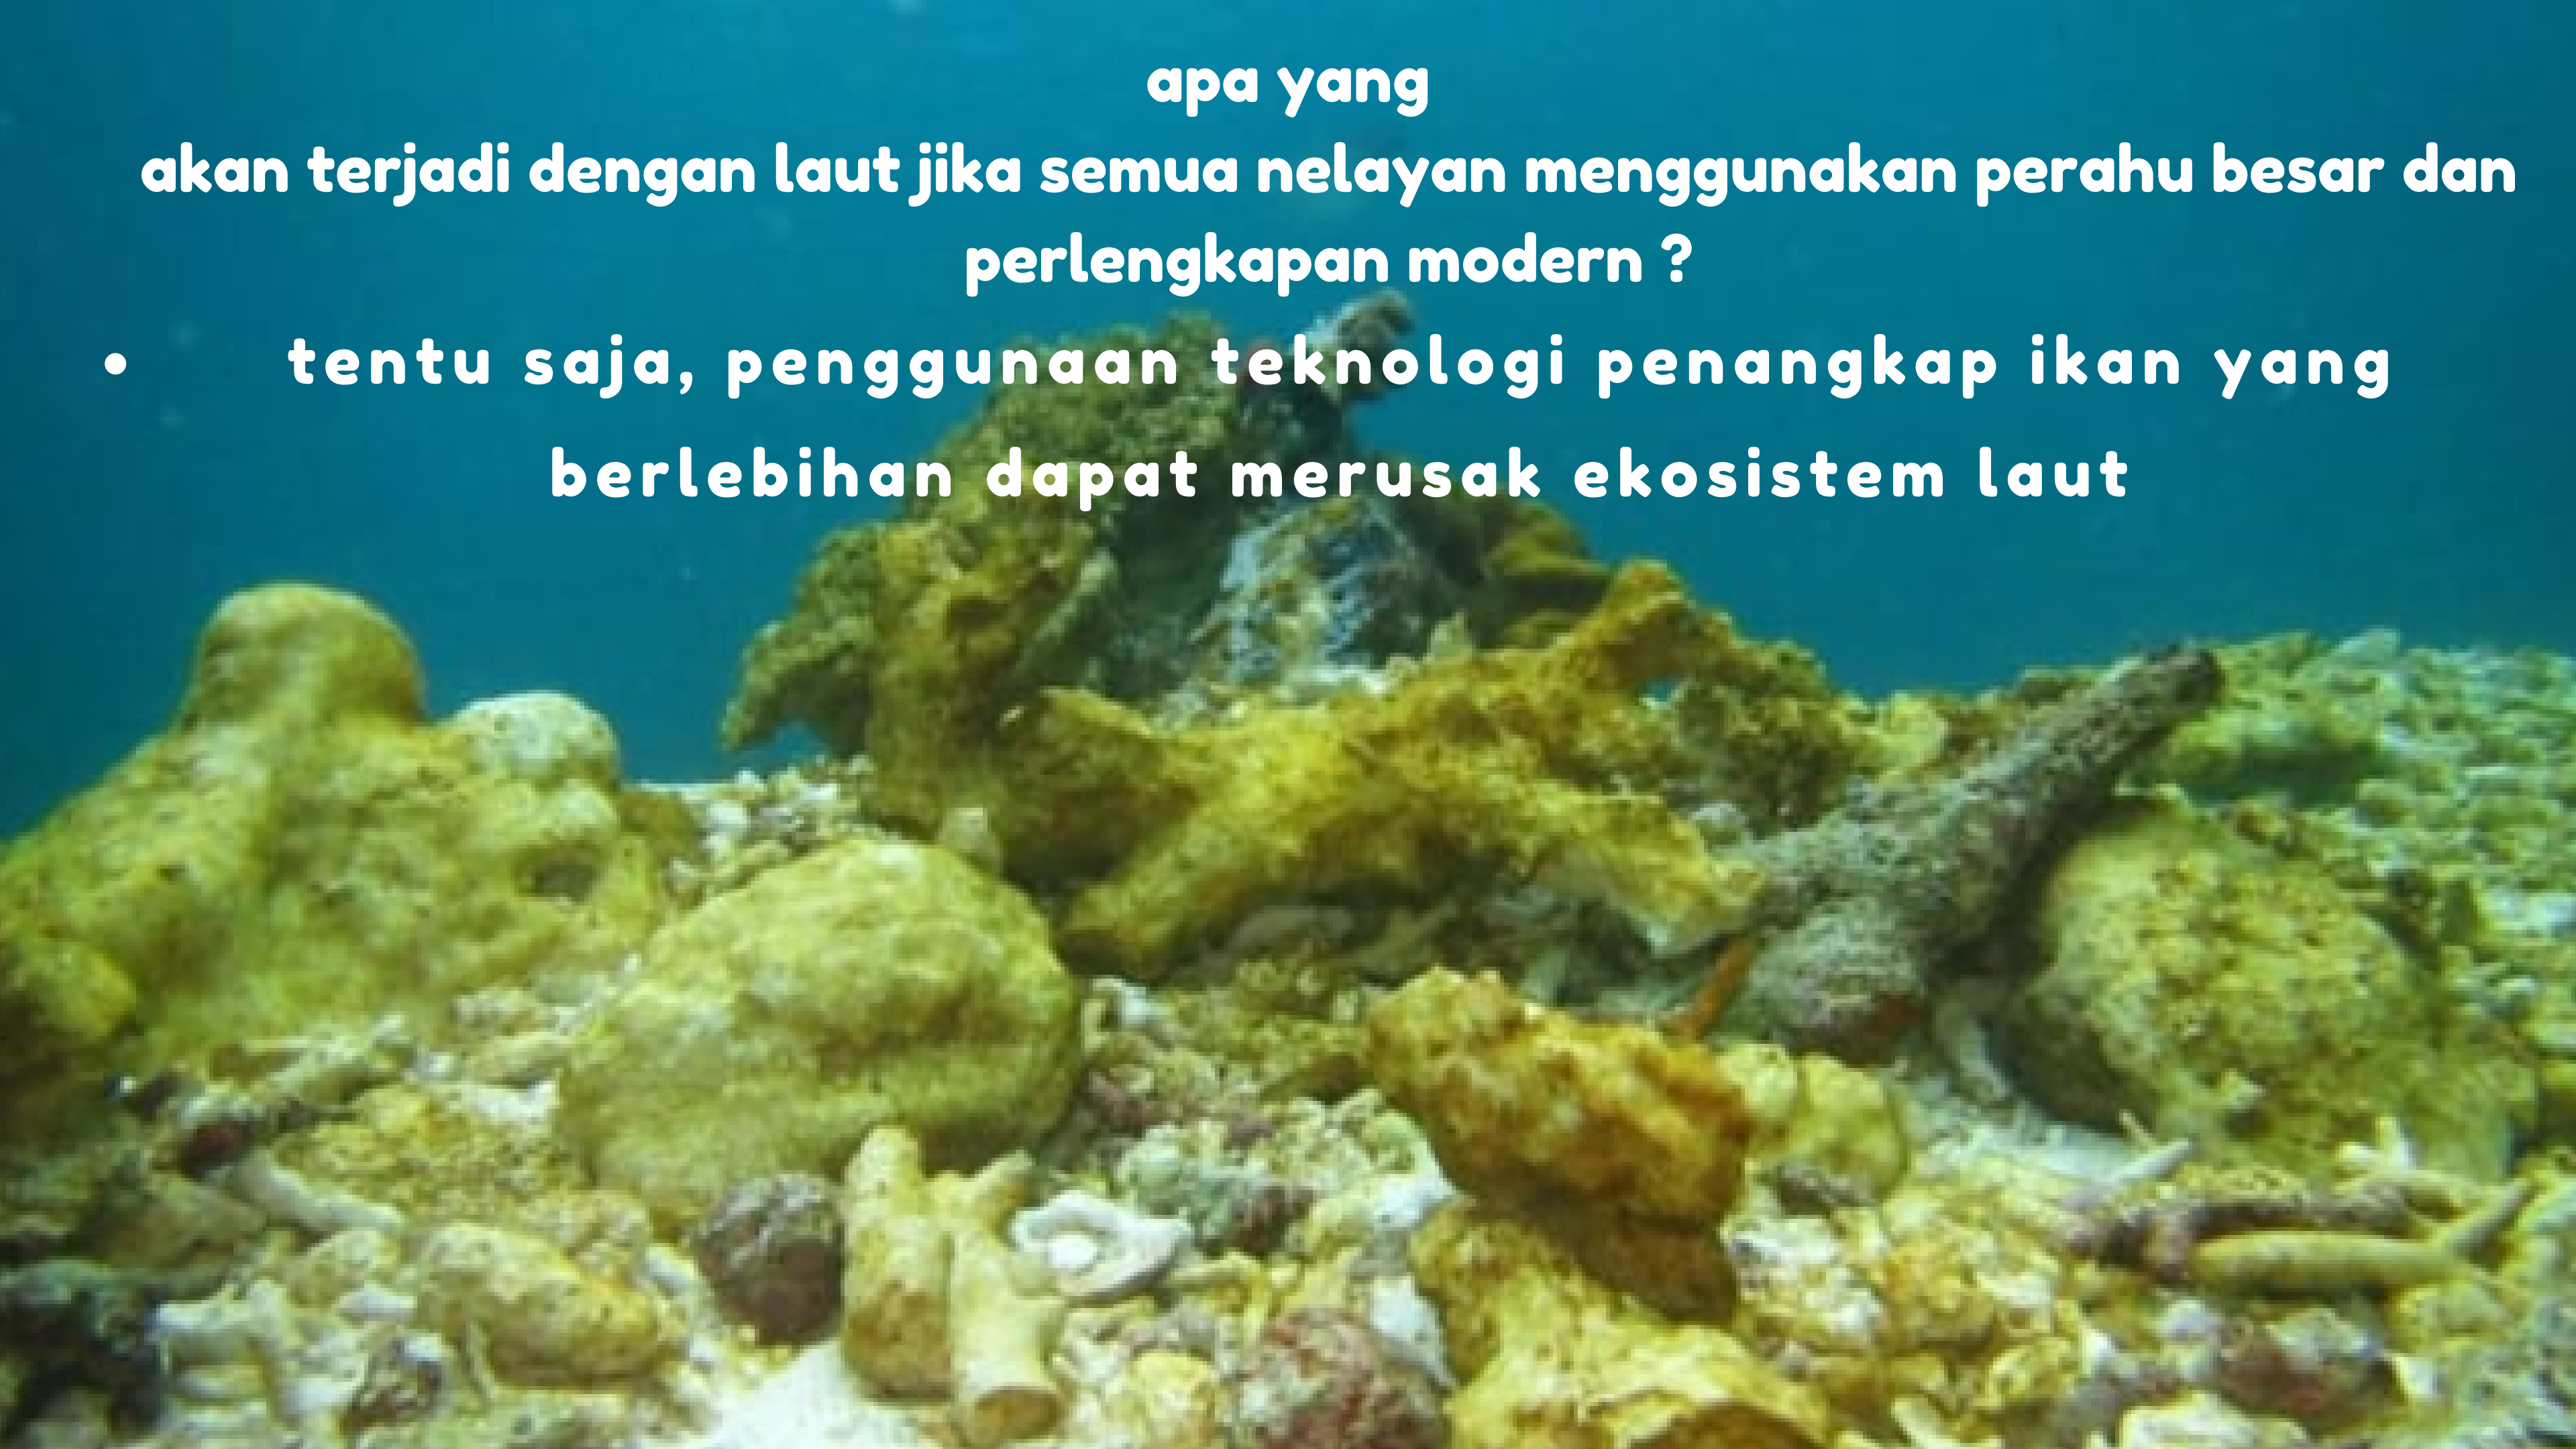 apa yang
akan terjadi dengan laut jika semua nelayan menggunakan perahu besar dan
perlengkapan modern ?
• tentu saja, penggunaan teknologi penangkap ikan yang
berlebihan dapat merusak ekosistem laut